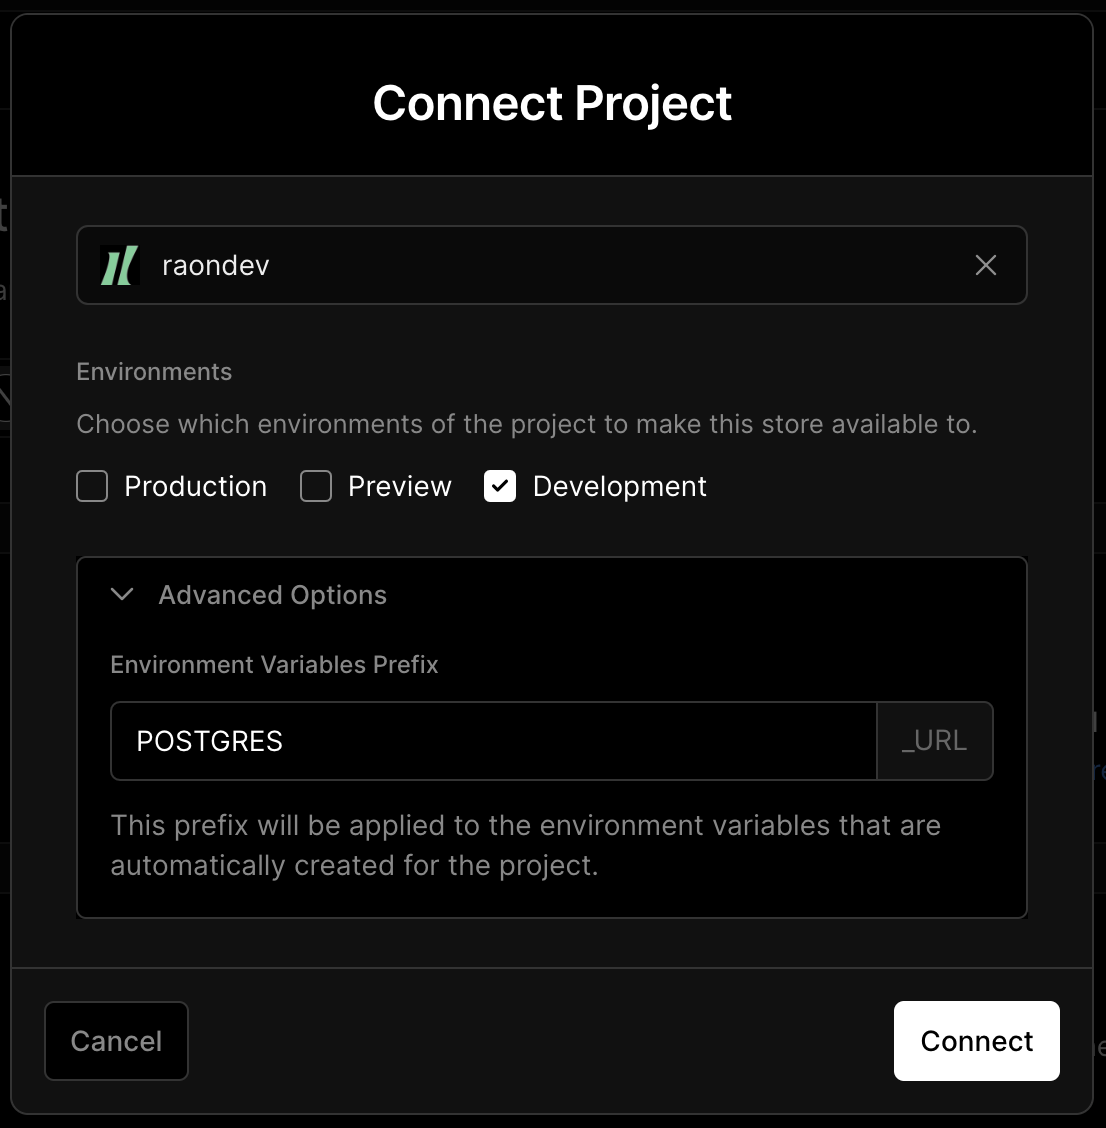 Connect Project
raondev
Environments
Choose which environments of the project to make this store available to.
Production Preview Development
Advanced Options
Environment Variables Prefix
POSTGRES _URL
This prefix will be applied to the environment variables that are
automatically created for the project.
Cancel Connect